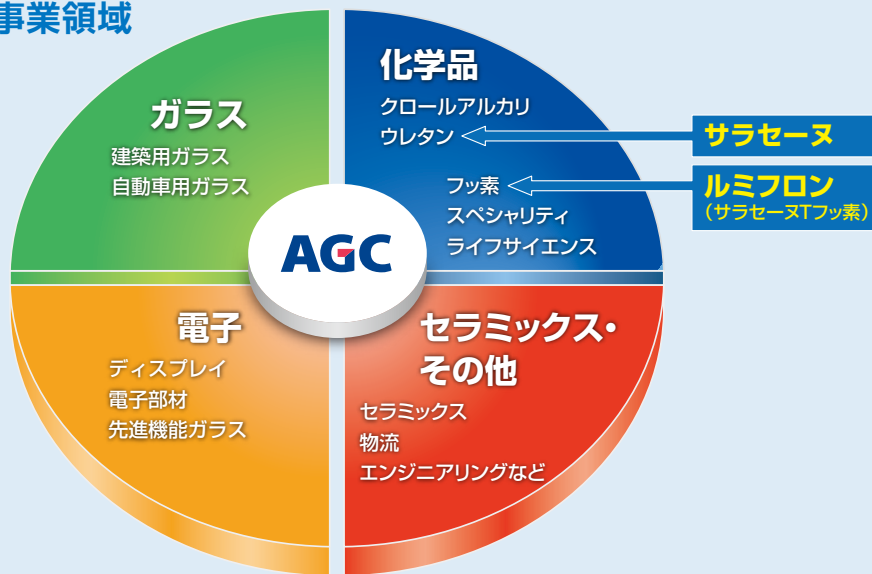 事業領域
ガラス
建築用ガラス
自動車用ガラス
化学品
クロールアルカリ
ウレタン
フッ素
スペシャリティ
ライフサイエンス
サラセーヌ
ルミフロン
（サラセーヌTフッ素）
AGC
電子
ディスプレイ
電子部材
先進機能ガラス
セラミックス・
その他
セラミックス
物流
エンジニアリングなど